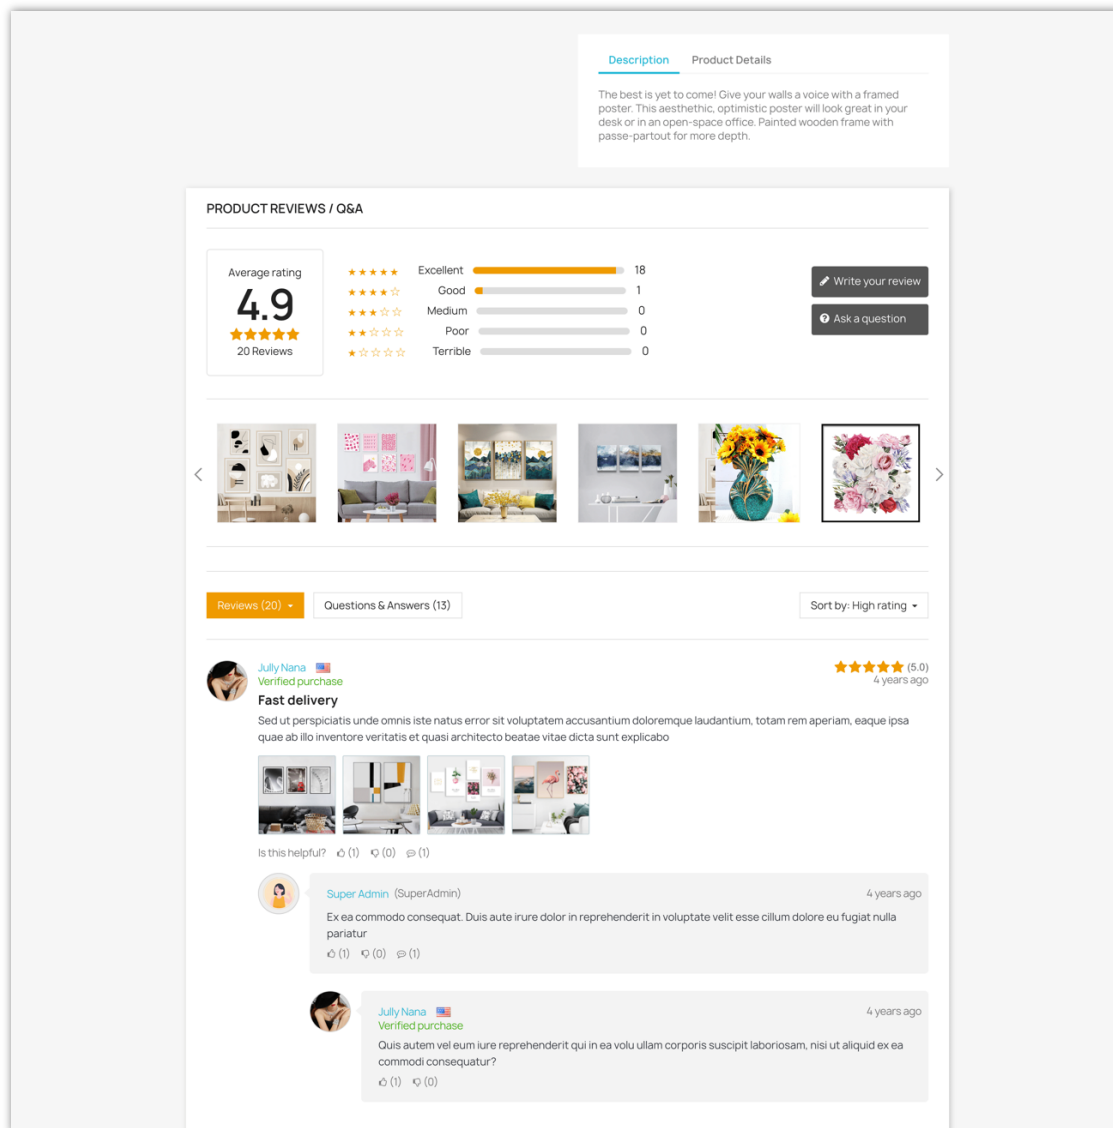 Description Product Details
The best is yet to come! Give your walls a voice with a framed
poster. This aesthethic, optimistic poster will look great in your
desk or in an open-space office. Painted wooden frame with
passe-partout for more depth.
PRODUCT REVIEWS / Q&A
Average rating
4.9
20 Reviews
Excellent 18
Good 1
Medium 0
Poor 0
Terrible 0
Write your review
Ask a question
Reviews (20)
Questions & Answers (13)
Sort by: High rating
Jully Nana
(5.0)
Verified purchase
4 years ago
Fast delivery
Sed ut perspiciatis unde omnis iste natus error sit voluptatem accusantium doloremque laudantium, totam rem aperiam, eaque ipsa
quae ab illo inventore veritatis et quasi architecto beatae vitae dicta sunt explicabo
Is this helpful? (1) (0) (1)
Super Admin (SuperAdmin) 4 years ago
Ex ea commodo consequat. Duis aute irure dolor in reprehenderit in voluptate velit esse cillum dolore eu fugiat nulla
pariatur
(1) (0) (1)
Jully Nana 4 years ago
Verified purchase
Quis autem vel eum iure reprehenderit qui in ea volu ullam corporis suscipit laboriosam, nisi ut aliquid ex ea
commodi consequatur?
(1) (0)